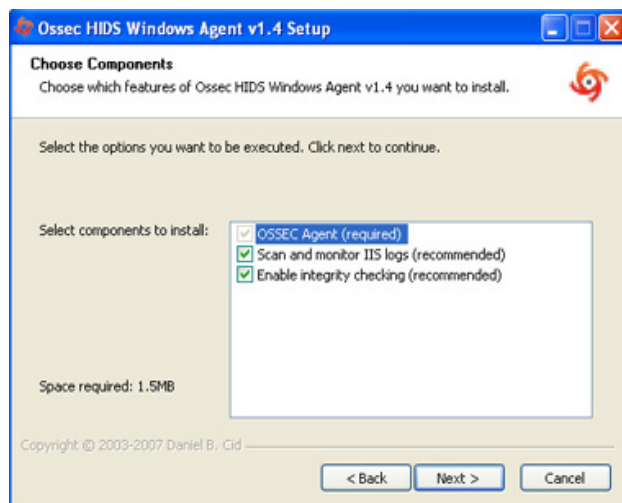 Ossec HIDS Windows Agent v1.4 Setup
Choose Components
Choose which features of Ossec HIDS Windows Agent v1.4 you want to install.
Select the options you want to be executed. Click next to continue.
Select components to install:
OSSEC Agent (required)
Scan and monitor IIS logs (recommended)
Enable integrity checking (recommended)
Space required: 1.5MB
Copyright © 2003-2007 Daniel B. Cid
< Back
Next >
Cancel